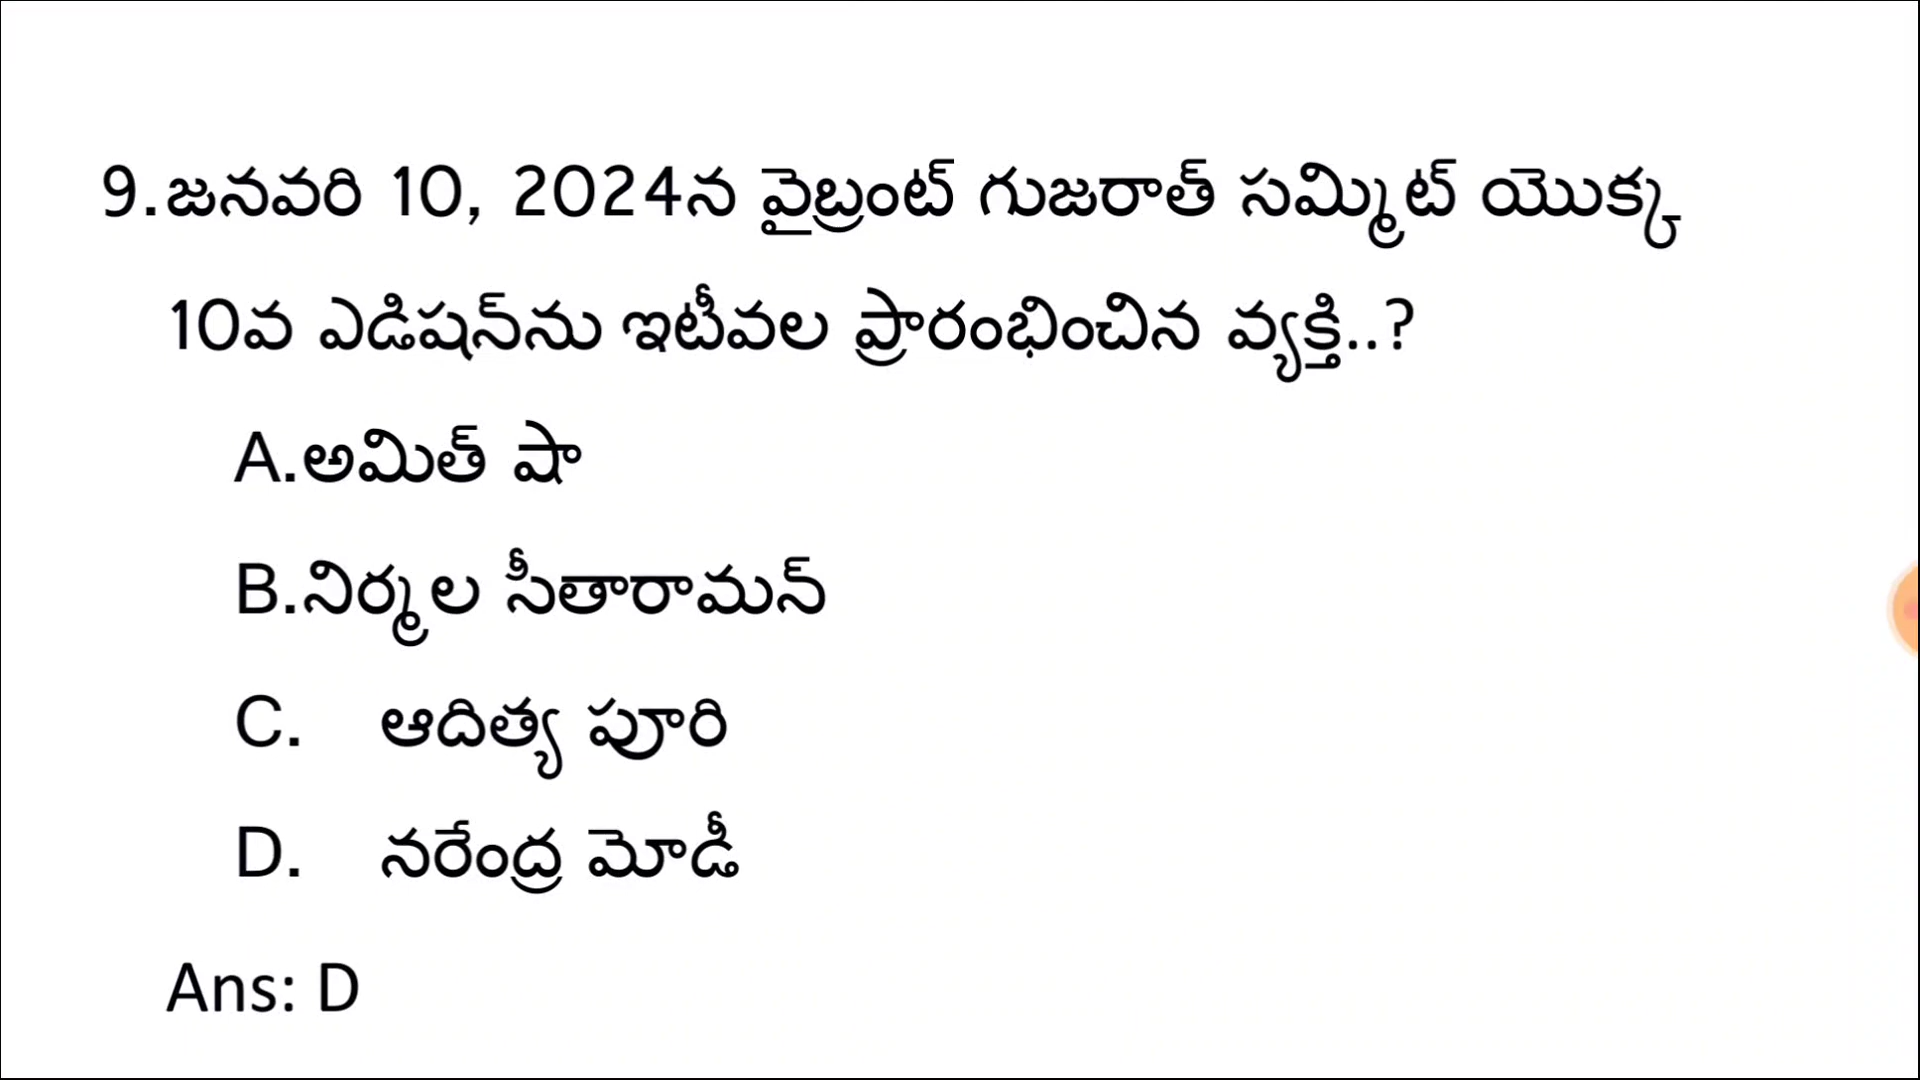 9.జనవరి 10, 2024న వైబ్రంట్ గుజరాత్ సమ్మిట్ యొక్క
10వ ఎడిషన్‌ను ఇటీవల ప్రారంభించిన వ్యక్తి..?
A.అమిత్ షా
B.నిర్మల సీతారామన్
C. ఆదిత్య పూరి
D. నరేంద్ర మోడీ
Ans: D